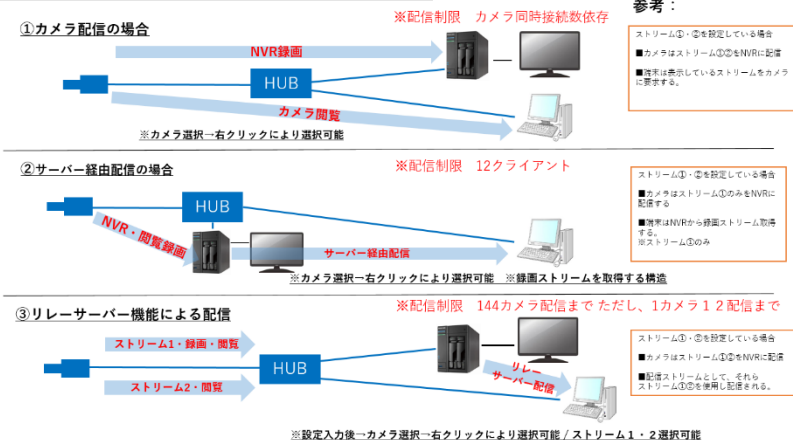 参考：
①カメラ配信の場合
※配信制限　カメラ同時接続数依存
NVR録画
HUB
カメラ閲覧
※カメラ選択→右クリックにより選択可能
ストリーム①・②を設定している場合
■カメラはストリーム①②をNVRに配信
■端末は表示しているストリームをカメラ
に要求する。
②サーバー経由配信の場合
※配信制限　12クライアント
HUB
NVR・閲覧録画
サーバー経由配信
※カメラ選択→右クリックにより選択可能　※録画ストリームを取得する構造
ストリーム①・②を設定している場合
■カメラはストリーム①のみをNVRに
配信する
■端末はNVRから録画ストリーム取得
する。
※ストリーム①のみ
③リレーサーバー機能による配信
※配信制限　144カメラ配信まで ただし、1カメラ１２配信まで
ストリーム1・録画・閲覧
HUB
ストリーム2・閲覧
リレー
サーバー配信
※設定入力後→カメラ選択→右クリックにより選択可能 / ストリーム１・２選択可能
ストリーム①・②を設定している場合
■カメラはストリーム①②をNVRに配信
■配信ストリームとして、それら
ストリーム①②を使用し配信される。